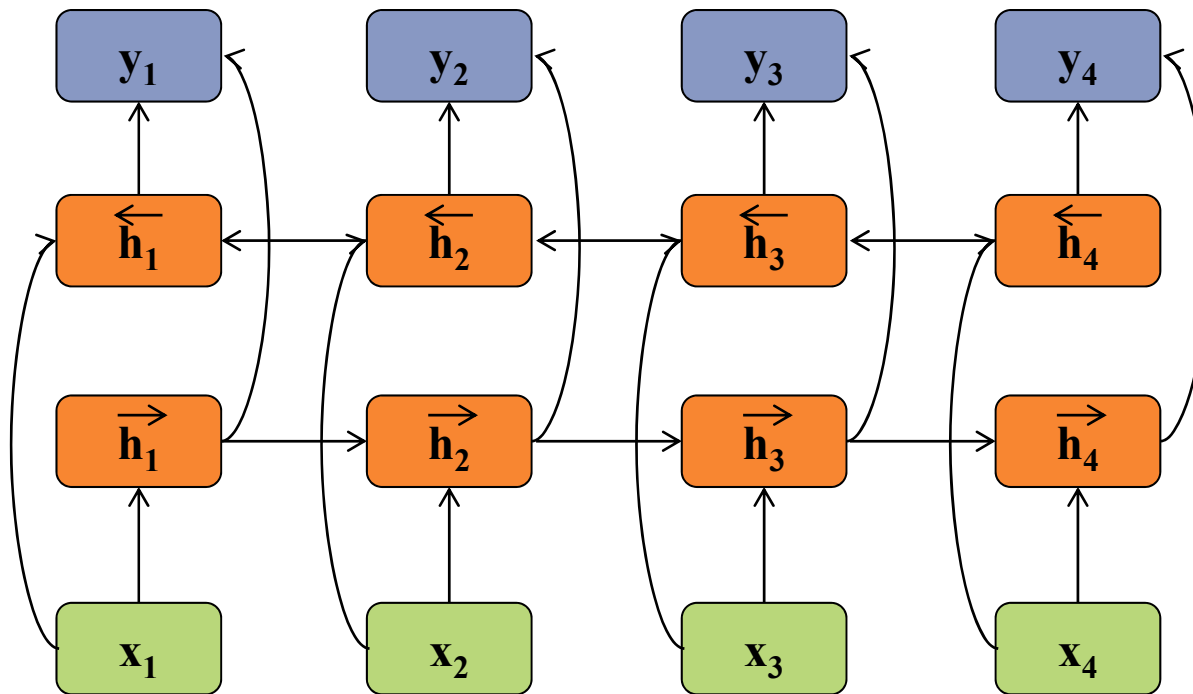 y₁ y₂ y₃ y₄
←h₁ ←h₂ ←h₃ ←h₄
→h₁ →h₂ →h₃ →h₄
x₁ x₂ x₃ x₄